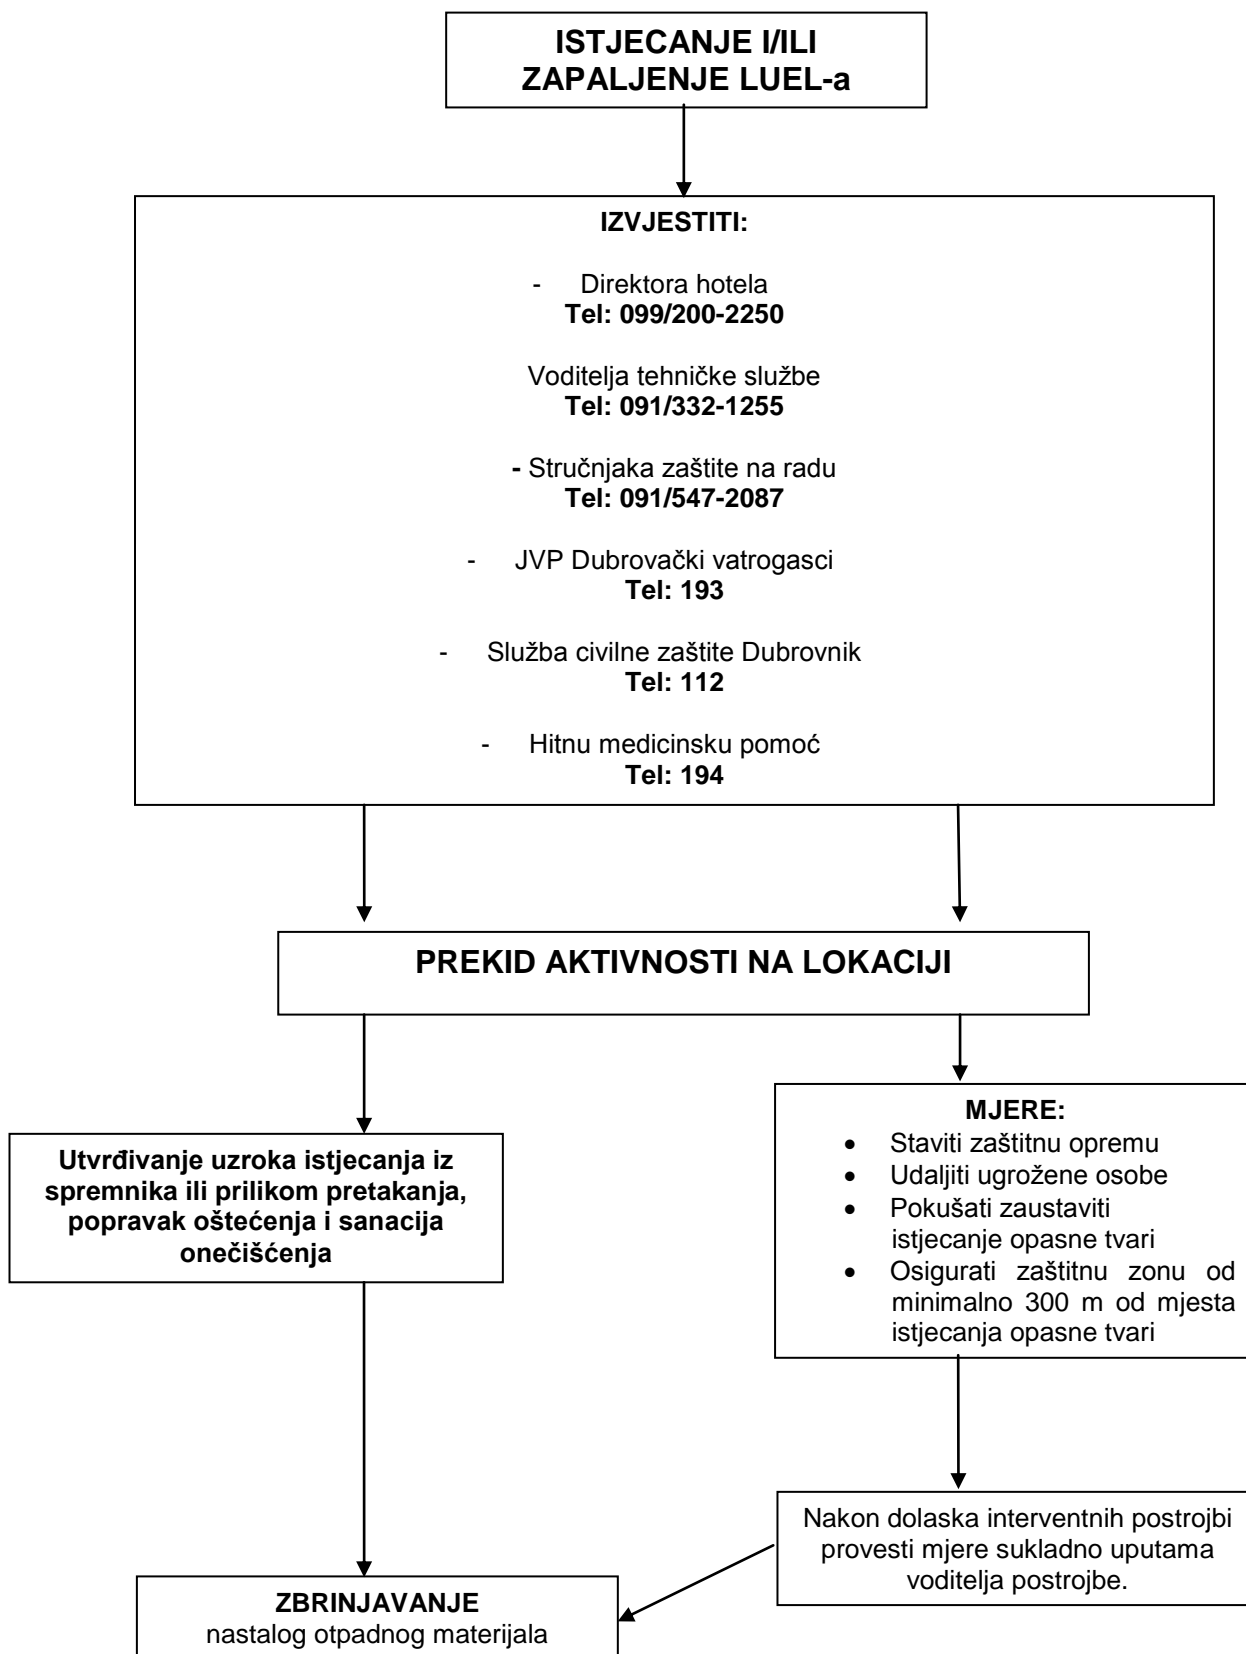 ISTJECANJE I/ILI
ZAPALJENJE LUEL-a
IZVJESTITI:
- Direktora hotela
Tel: 099/200-2250
Voditelja tehničke službe
Tel: 091/332-1255
- Stručnjaka zaštite na radu
Tel: 091/547-2087
- JVP Dubrovački vatrogasci
Tel: 193
- Služba civilne zaštite Dubrovnik
Tel: 112
- Hitnu medicinsku pomoć
Tel: 194
PREKID AKTIVNOSTI NA LOKACIJI
Utvrđivanje uzroka istjecanja iz
spremnika ili prilikom pretakanja,
popravak oštećenja i sanacija
onečišćenja
MJERE:
• Staviti zaštitnu opremu
• Udaljiti ugrožene osobe
• Pokušati zaustaviti
istjecanje opasne tvari
• Osigurati zaštitnu zonu od
minimalno 300 m od mjesta
istjecanja opasne tvari
Nakon dolaska interventnih postrojbi
provesti mjere sukladno uputama
voditelja postrojbe.
ZBRINJAVANJE
nastalog otpadnog materijala